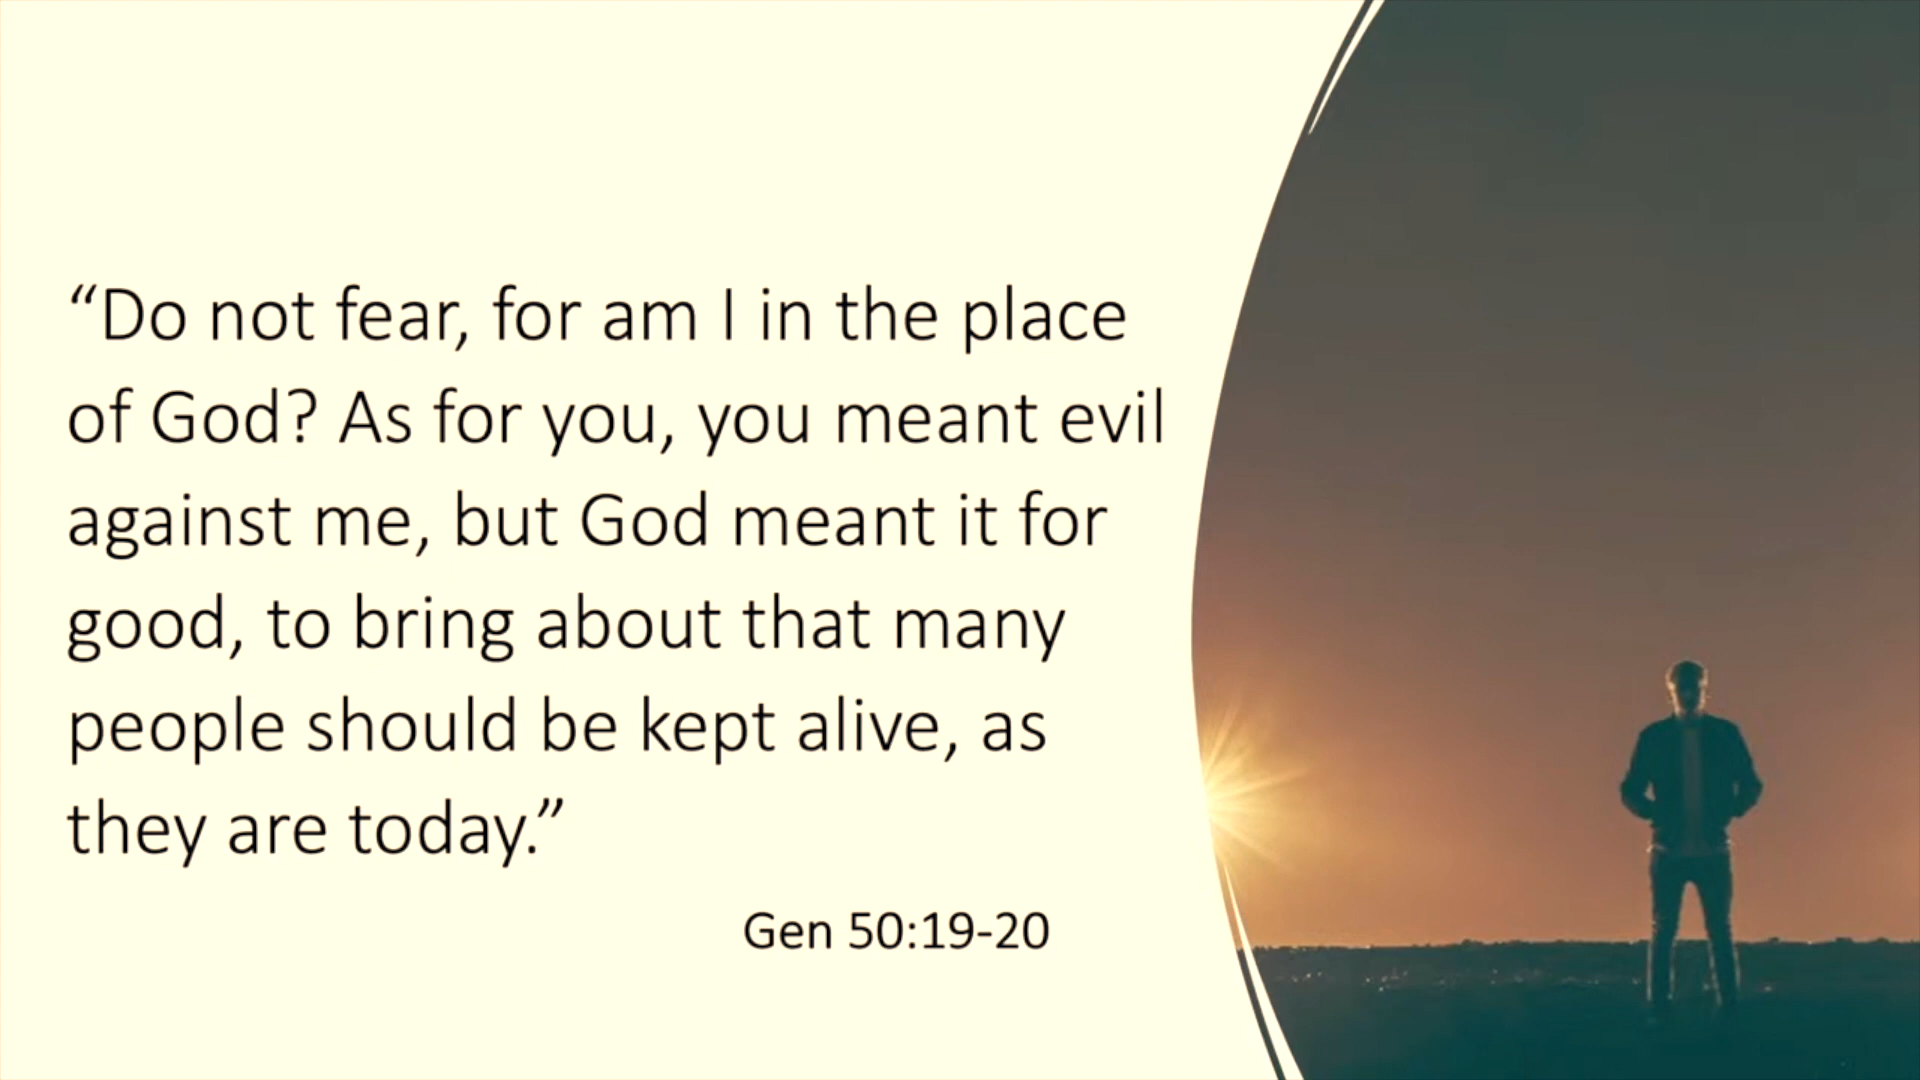 “Do not fear, for am I in the place
of God? As for you, you meant evil
against me, but God meant it for
good, to bring about that many
people should be kept alive, as
they are today.”
Gen 50:19-20